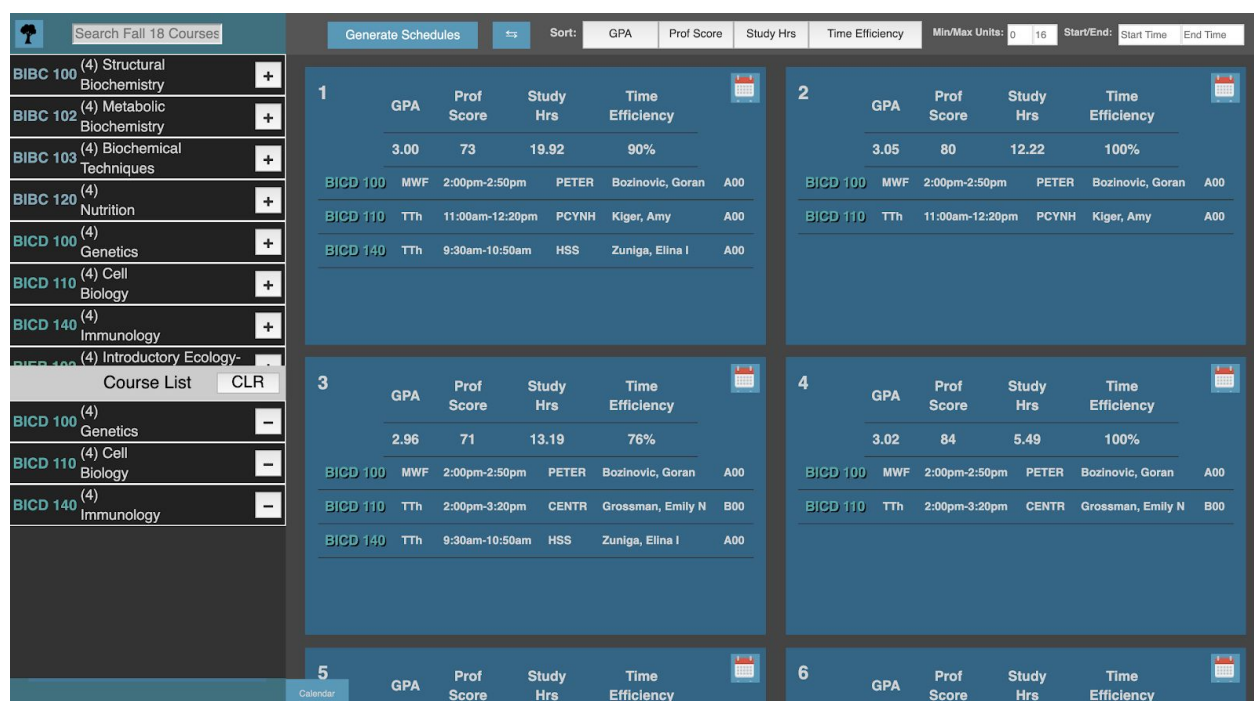 Search Fall 18 Courses
Generate Schedules ⇆ Sort: GPA Prof Score Study Hrs Time Efficiency Min/Max Units: 0 16 Start/End: Start Time End Time
BIBC 100 (4) Structural
Biochemistry +
BIBC 102 (4) Metabolic
Biochemistry +
BIBC 103 (4) Biochemical
Techniques +
BIBC 120 (4)
Nutrition +
BICD 100 (4)
Genetics +
BICD 110 (4) Cell
Biology +
BICD 140 (4)
Immunology +
(4) Introductory Ecology-
Course List CLR
BICD 100 (4)
Genetics −
BICD 110 (4) Cell
Biology −
BICD 140 (4)
Immunology −
1
GPA Prof Score Study Hrs Time Efficiency
3.00 73 19.92 90%
BICD 100 MWF 2:00pm-2:50pm PETER Bozinovic, Goran A00
BICD 110 TTh 11:00am-12:20pm PCYNH Kiger, Amy A00
BICD 140 TTh 9:30am-10:50am HSS Zuniga, Elina I A00
2
GPA Prof Score Study Hrs Time Efficiency
3.05 80 12.22 100%
BICD 100 MWF 2:00pm-2:50pm PETER Bozinovic, Goran A00
BICD 110 TTh 11:00am-12:20pm PCYNH Kiger, Amy A00
3
GPA Prof Score Study Hrs Time Efficiency
2.96 71 13.19 76%
BICD 100 MWF 2:00pm-2:50pm PETER Bozinovic, Goran A00
BICD 110 TTh 2:00pm-3:20pm CENTR Grossman, Emily N B00
BICD 140 TTh 9:30am-10:50am HSS Zuniga, Elina I A00
4
GPA Prof Score Study Hrs Time Efficiency
3.02 84 5.49 100%
BICD 100 MWF 2:00pm-2:50pm PETER Bozinovic, Goran A00
BICD 110 TTh 2:00pm-3:20pm CENTR Grossman, Emily N B00
5
GPA Prof Score Study Hrs Time Efficiency
6
GPA Prof Score Study Hrs Time Efficiency
Calendar